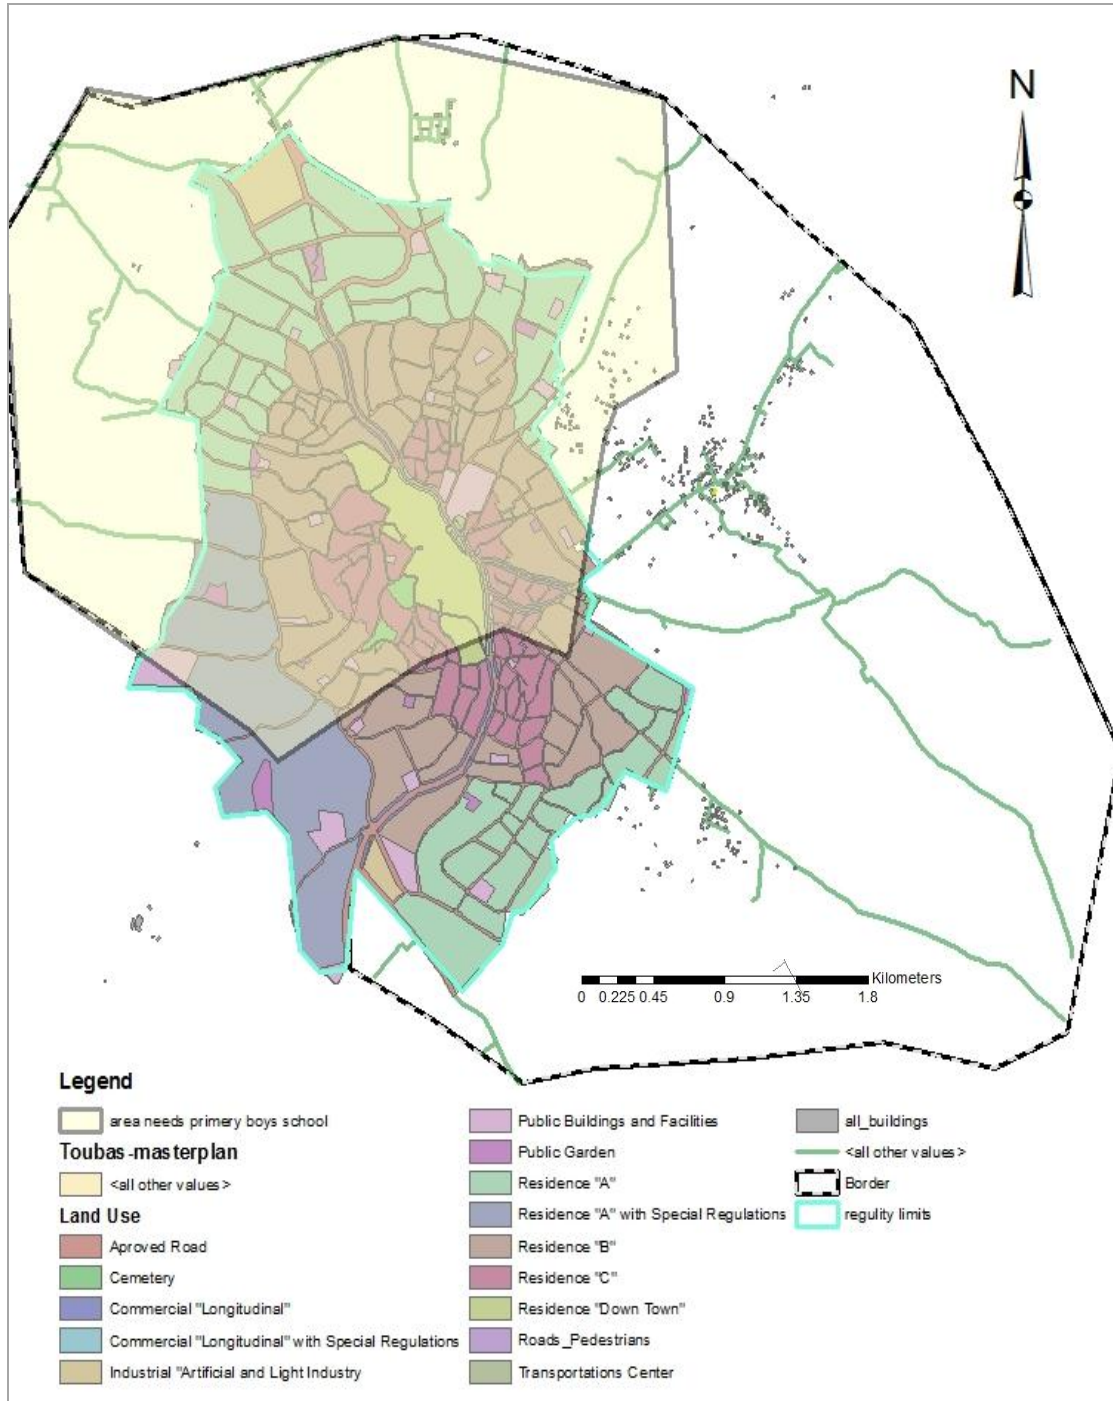 N
Kilometers
0 0.225 0.45 0.9 1.35 1.8
Legend
area needs primery boys school
Toubas-masterplan
<all other values>
Land Use
Aproved Road
Cemetery
Commercial "Longitudinal"
Commercial "Longitudinal" with Special Regulations
Industrial "Artificial and Light Industry
Public Buildings and Facilities
Public Garden
Residence "A"
Residence "A" with Special Regulations
Residence "B"
Residence "C"
Residence "Down Town"
Roads_Pedestrians
Transportations Center
all_buildings
<all other values>
Border
regulity limits